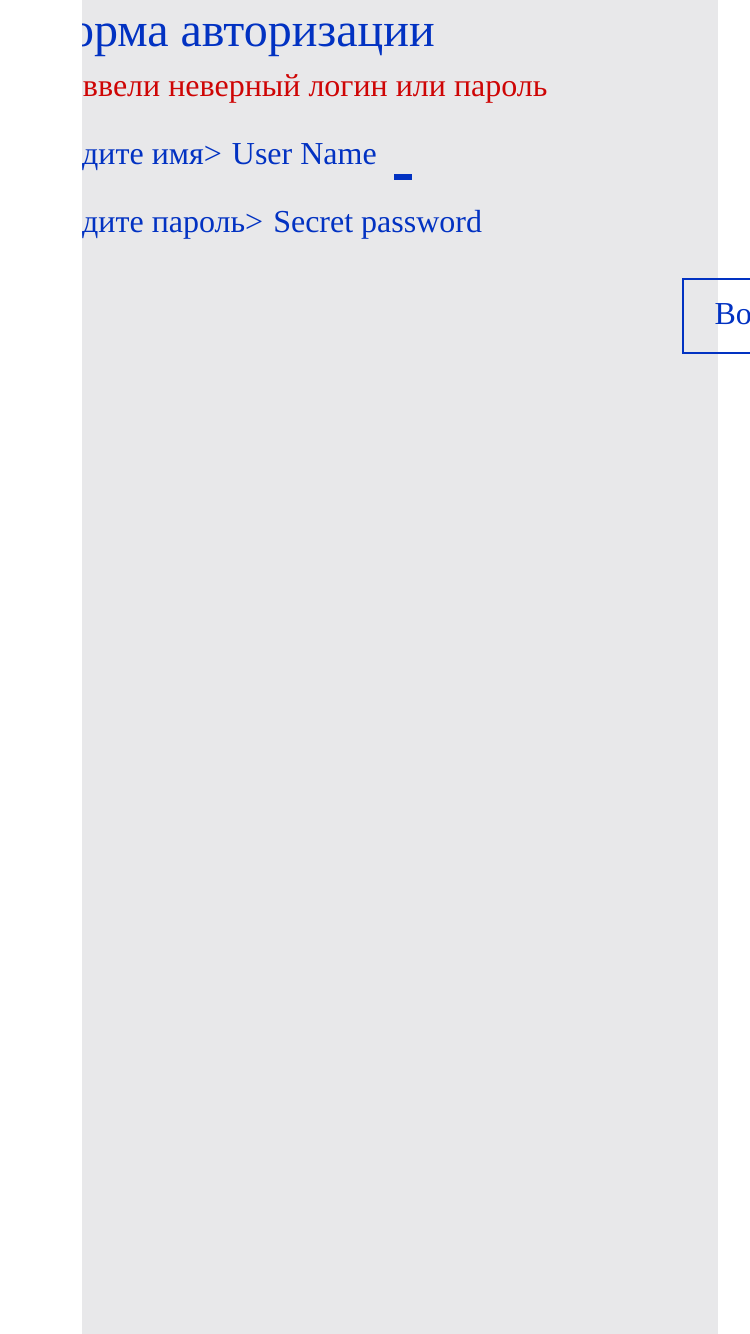 орма авторизации
ввели неверный логин или пароль
дите имя> User Name
дите пароль> Secret password
Во